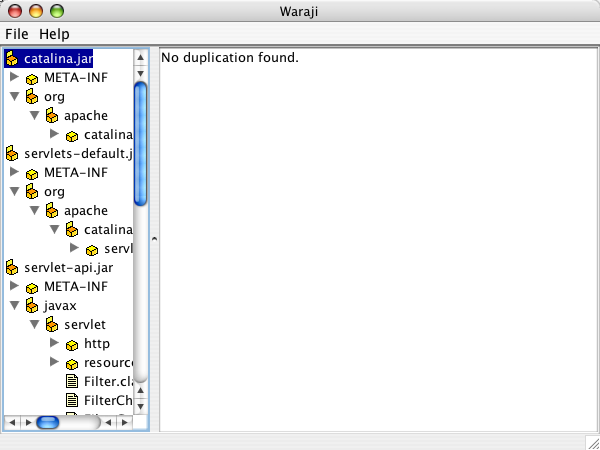 Waraji
File Help
catalina.jar
META-INF
org
apache
catalina
servlets-default.j
META-INF
org
apache
catalina
servl
servlet-api.jar
META-INF
javax
servlet
http
resource
Filter.cla
FilterCh
No duplication found.